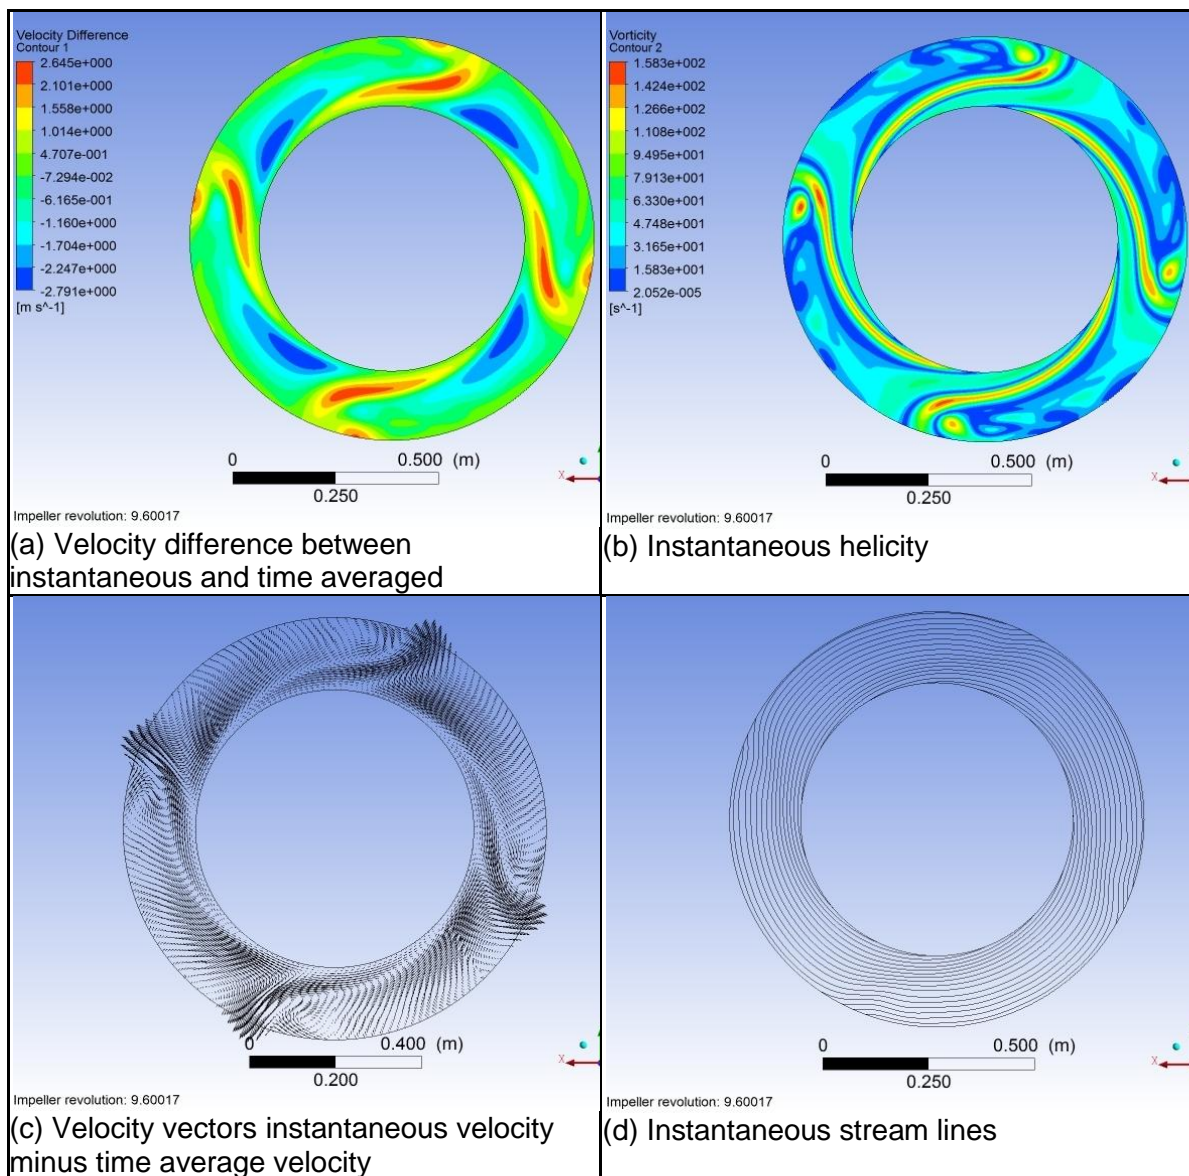 Velocity Difference
Contour 1
2.645e+000
2.101e+000
1.558e+000
1.014e+000
4.707e-001
-7.294e-002
-6.165e-001
-1.160e+000
-1.704e+000
-2.247e+000
-2.791e+000
[m s^-1]
0 0.500 (m)
0.250
X
Impeller revolution: 9.60017
(a) Velocity difference between
instantaneous and time averaged
Vorticity
Contour 2
1.583e+002
1.424e+002
1.266e+002
1.108e+002
9.495e+001
7.913e+001
6.330e+001
4.748e+001
3.165e+001
1.583e+001
2.052e-005
[s^-1]
0 0.500 (m)
0.250
X
Impeller revolution: 9.60017
(b) Instantaneous helicity
0 0.400 (m)
0.200
X
Impeller revolution: 9.60017
(c) Velocity vectors instantaneous velocity
minus time average velocity
0 0.500 (m)
0.250
X
Impeller revolution: 9.60017
(d) Instantaneous stream lines